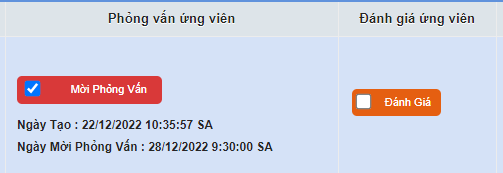 Phỏng vấn ứng viên
Đánh giá ứng viên
Mời Phỏng Vấn
Đánh Giá
Ngày Tạo : 22/12/2022 10:35:57 SA
Ngày Mời Phỏng Vấn : 28/12/2022 9:30:00 SA